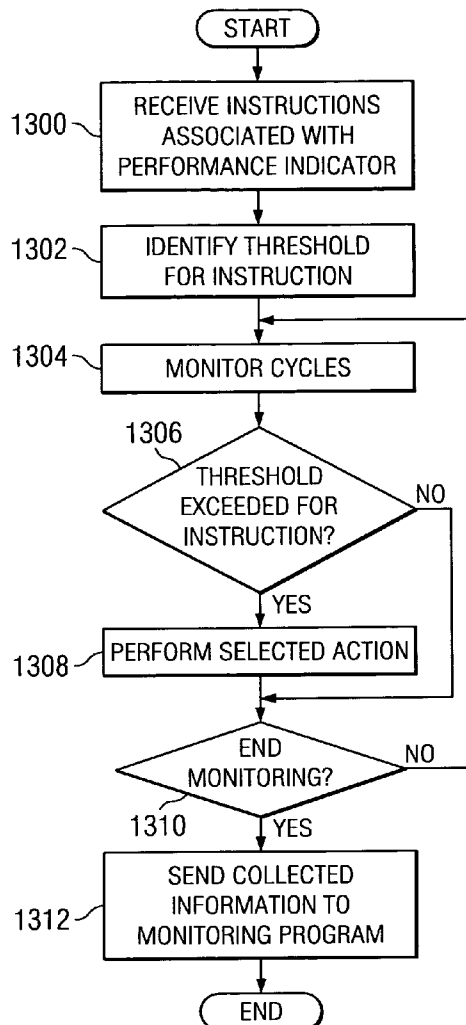 START
1300
RECEIVE INSTRUCTIONS
ASSOCIATED WITH
PERFORMANCE INDICATOR
1302
IDENTIFY THRESHOLD
FOR INSTRUCTION
1304
MONITOR CYCLES
1306
THRESHOLD
EXCEEDED FOR
INSTRUCTION?
NO
YES
1308
PERFORM SELECTED ACTION
END
MONITORING?
NO
1310
YES
1312
SEND COLLECTED
INFORMATION TO
MONITORING PROGRAM
END